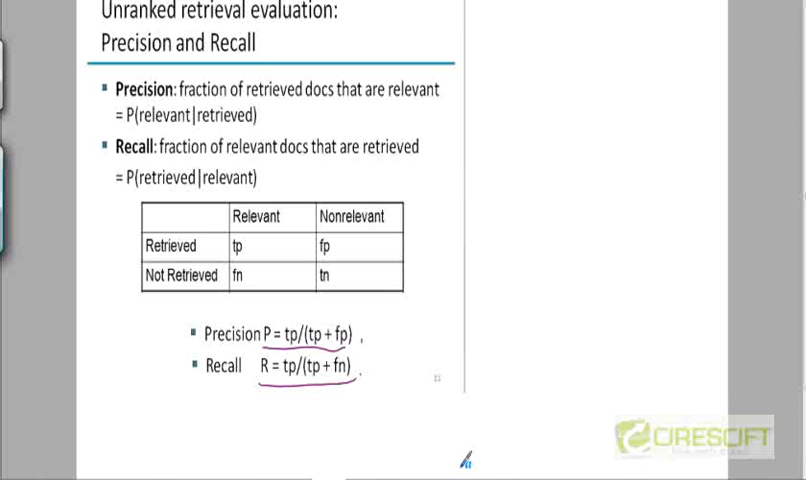 Unranked retrieval evaluation:
Precision and Recall
Precision: fraction of retrieved docs that are relevant
= P(relevant|retrieved)
Recall: fraction of relevant docs that are retrieved
= P(retrieved|relevant)
Relevant Nonrelevant
Retrieved tp fp
Not Retrieved fn tn
Precision P = tp/(tp + fp)
Recall R = tp/(tp + fn)
CIRESCIFT